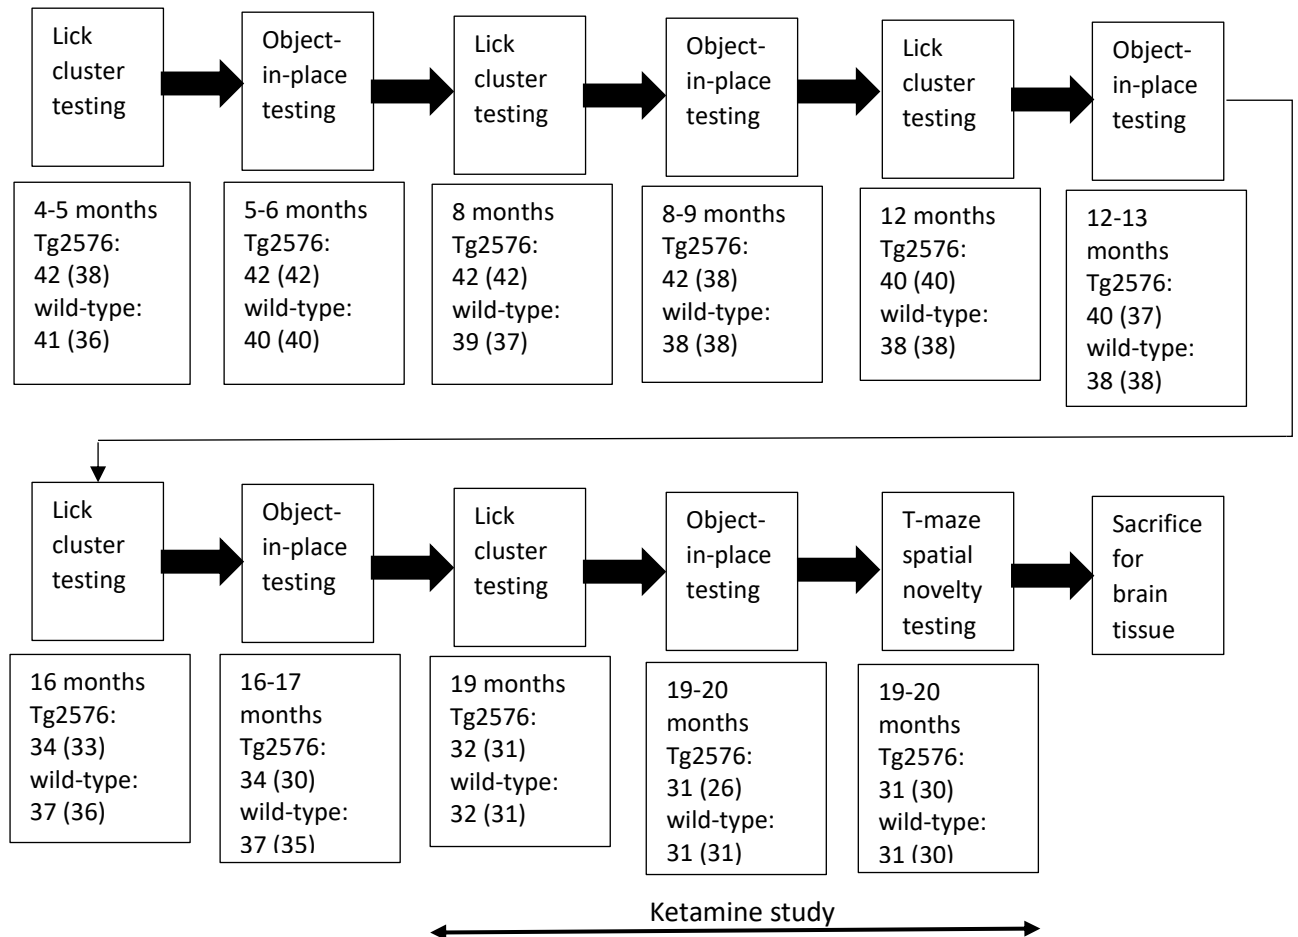 Lick
cluster
testing
Object-
in-place
testing
Lick
cluster
testing
Object-
in-place
testing
Lick
cluster
testing
Object-
in-place
testing
4-5 months
Tg2576:
42 (38)
wild-type:
41 (36)
5-6 months
Tg2576:
42 (42)
wild-type:
40 (40)
8 months
Tg2576:
42 (42)
wild-type:
39 (37)
8-9 months
Tg2576:
42 (38)
wild-type:
38 (38)
12 months
Tg2576:
40 (40)
wild-type:
38 (38)
12-13
months
Tg2576:
40 (37)
wild-type:
38 (38)
Lick
cluster
testing
Object-
in-place
testing
Lick
cluster
testing
Object-
in-place
testing
T-maze
spatial
novelty
testing
Sacrifice
for
brain
tissue
16 months
Tg2576:
34 (33)
wild-type:
37 (36)
16-17
months
Tg2576:
34 (30)
wild-type:
37 (35)
19 months
Tg2576:
32 (31)
wild-type:
32 (31)
19-20
months
Tg2576:
31 (26)
wild-type:
31 (31)
19-20
months
Tg2576:
31 (30)
wild-type:
31 (30)
Ketamine study